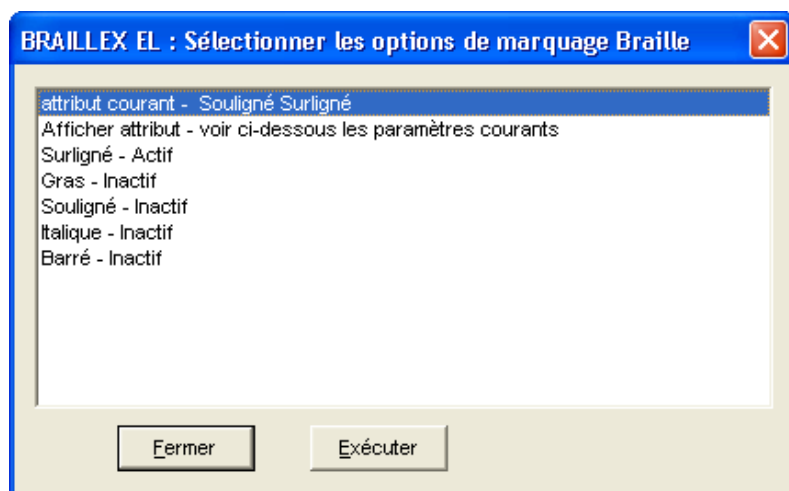 BRAILLEX EL : Sélectionner les options de marquage Braille
attribut courant - Souligné Surligné
Afficher attribut - voir ci-dessous les paramètres courants
Surligné - Actif
Gras - Inactif
Souligné - Inactif
Italique - Inactif
Barré - Inactif
Fermer Exécuter